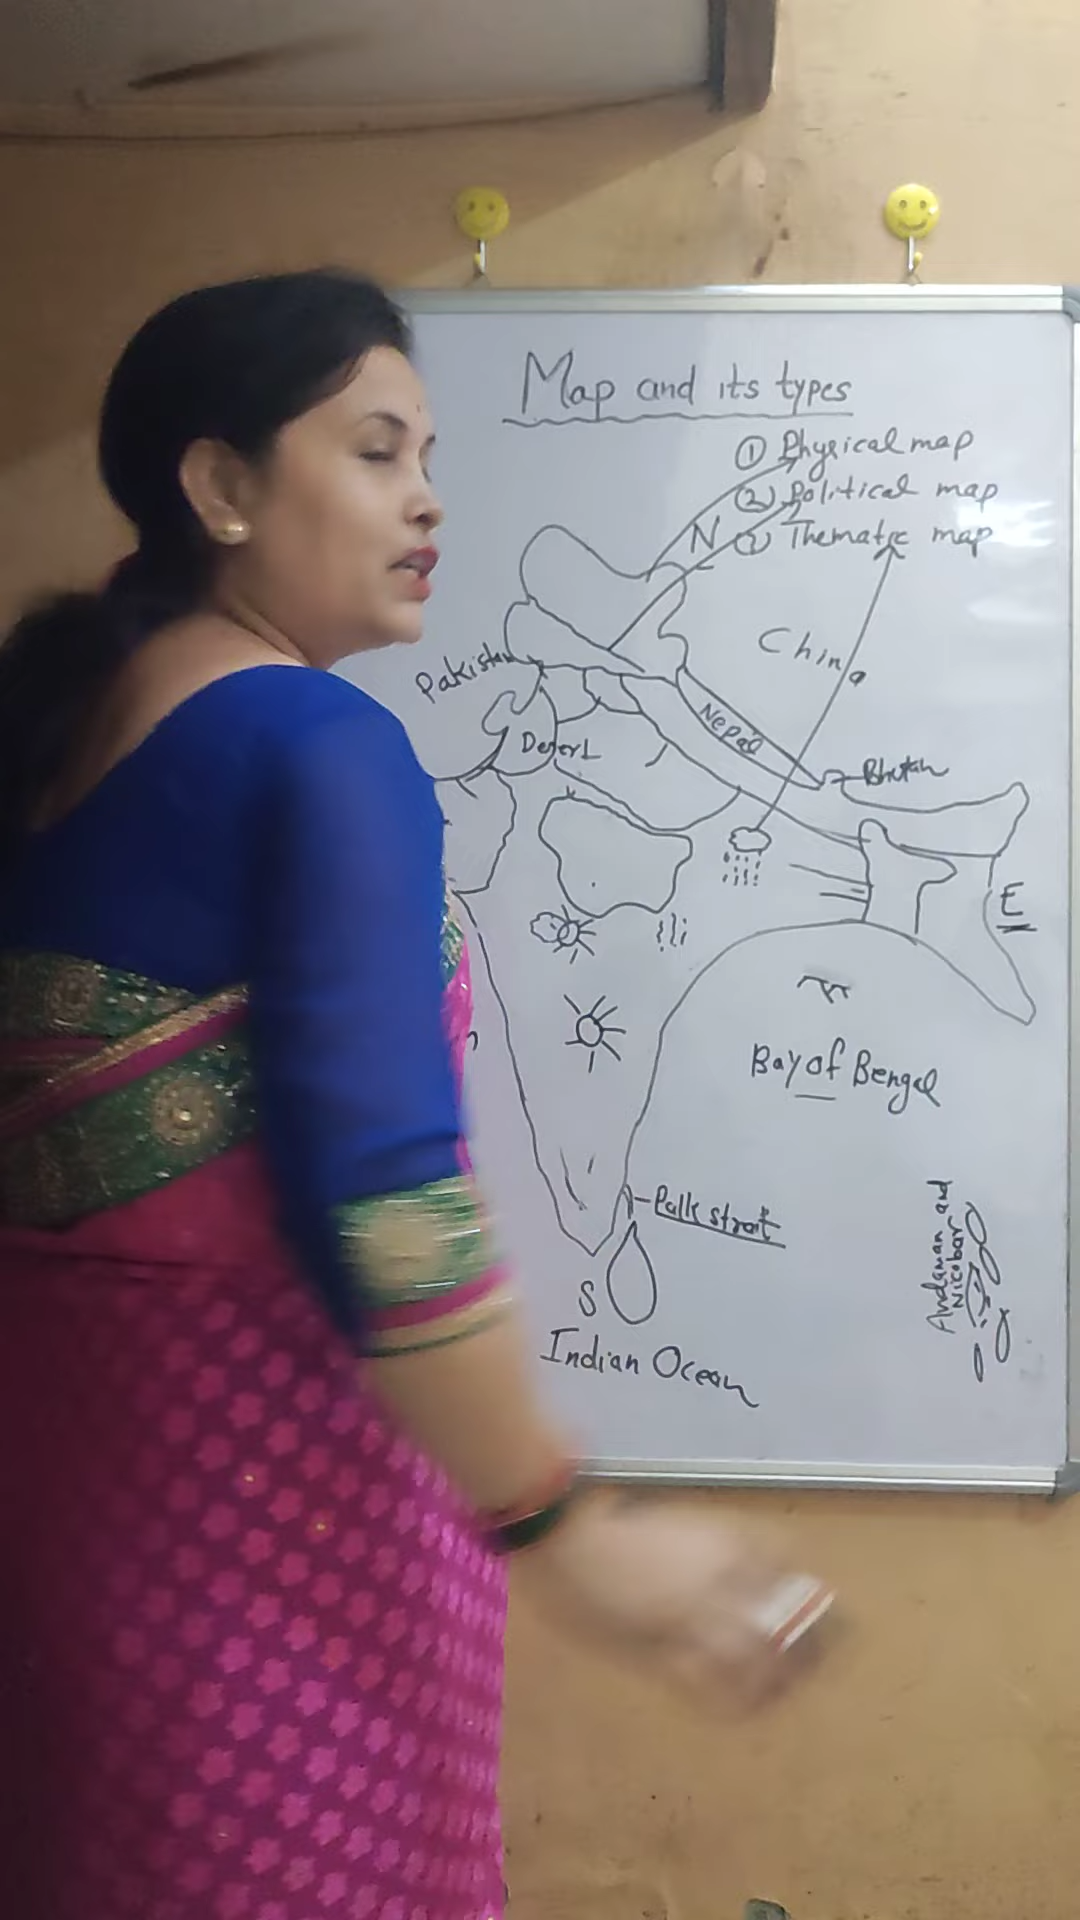 Map and its types
① Physical map
② Political map
③ Thematic map
N
China
Pakistan
Nepal
Desert
Bhutan
E
Bay of Bengal
Palk strait
Andaman and
Nicobar
S
Indian Ocean